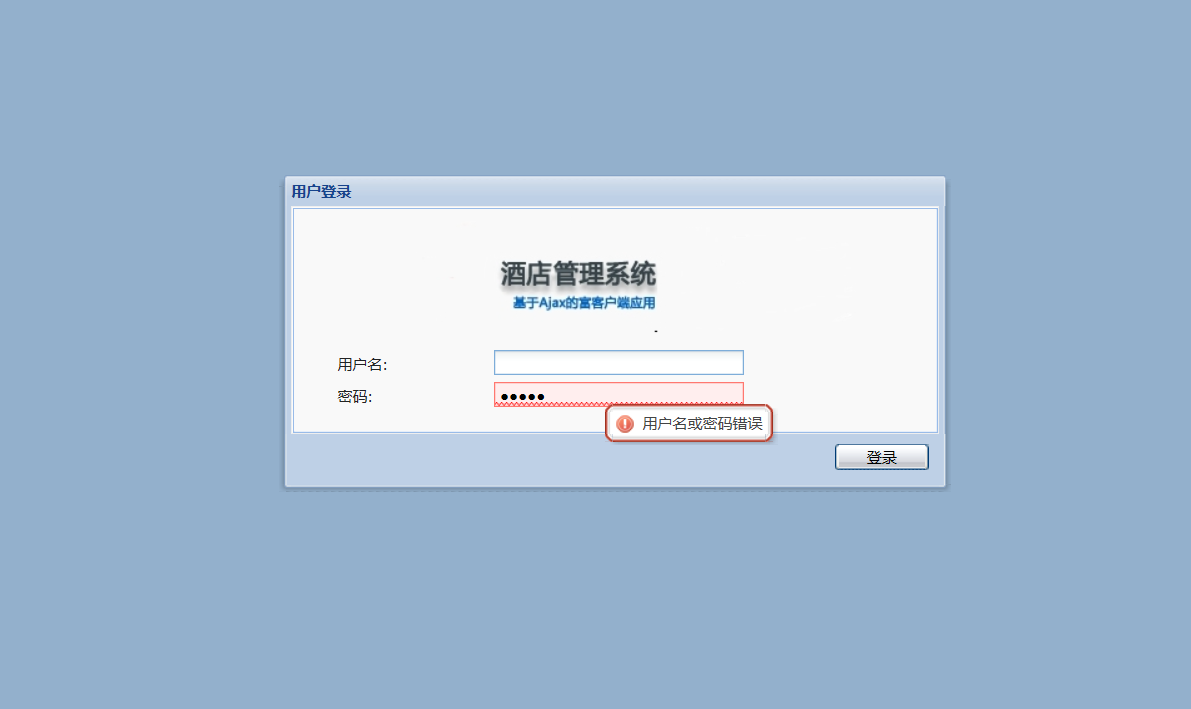 用户登录
酒店管理系统
基于Ajax的富客户端应用
.
用户名:
密码: ●●●●●
用户名或密码错误
登录